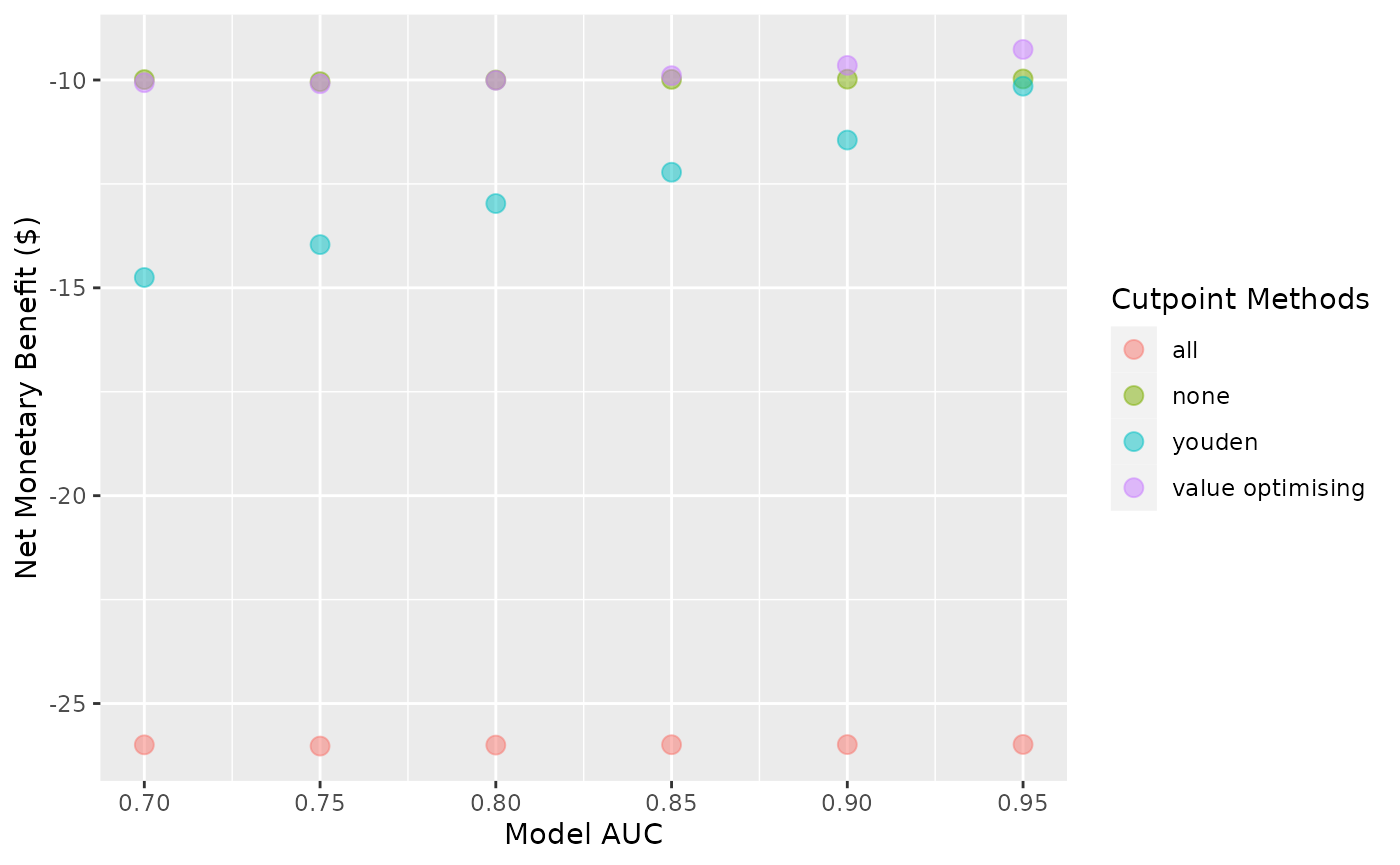 Net Monetary Benefit ($)
-10
-15
-20
-25
0.70
0.75
0.80
0.85
0.90
0.95
Model AUC
Cutpoint Methods
all
none
youden
value optimising